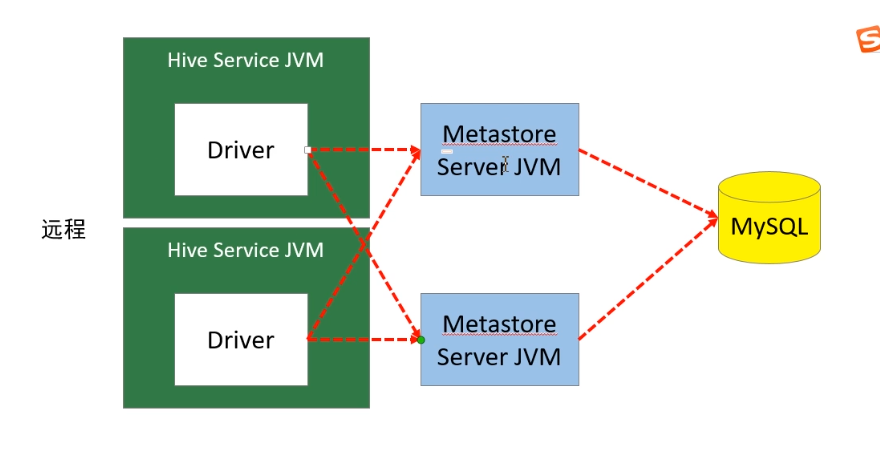 Hive Service JVM
Driver
Metastore
Server JVM
远程
MySQL
Hive Service JVM
Driver
Metastore
Server JVM